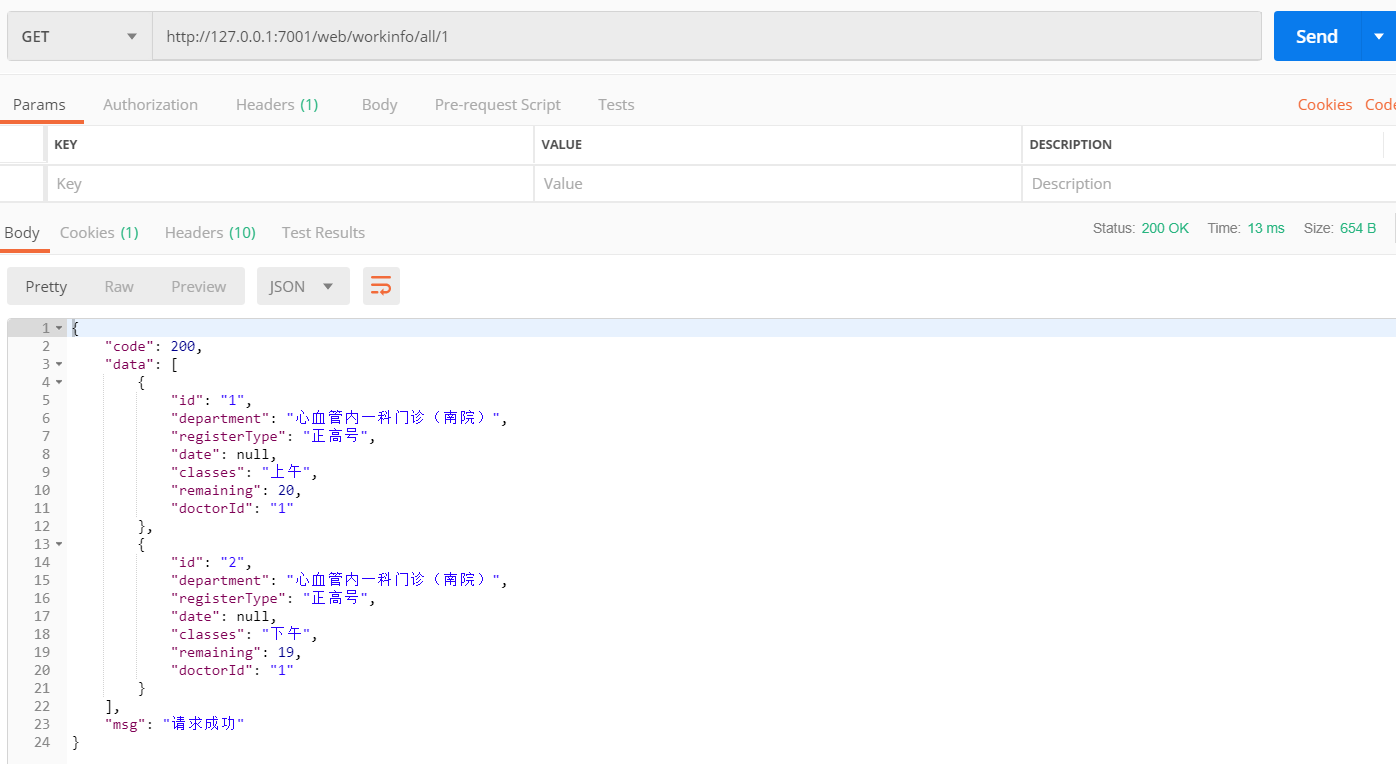 GET http://127.0.0.1:7001/web/workinfo/all/1 Send
Params Authorization Headers (1) Body Pre-request Script Tests Cookies Code
KEY VALUE DESCRIPTION
Key Value Description
Body Cookies (1) Headers (10) Test Results Status: 200 OK Time: 13 ms Size: 654 B
Pretty Raw Preview JSON
1 {
2 "code": 200,
3 "data": [
4 {
5 "id": "1",
6 "department": "心血管内一科门诊（南院）",
7 "registerType": "正高号",
8 "date": null,
9 "classes": "上午",
10 "remaining": 20,
11 "doctorId": "1"
12 },
13 {
14 "id": "2",
15 "department": "心血管内一科门诊（南院）",
16 "registerType": "正高号",
17 "date": null,
18 "classes": "下午",
19 "remaining": 19,
20 "doctorId": "1"
21 }
22 ],
23 "msg": "请求成功"
24 }